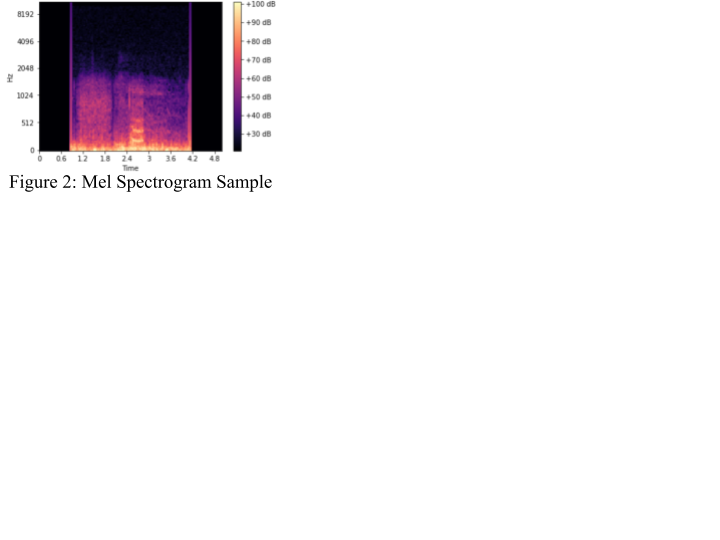 +100 dB
8192
+90 dB
4096
+80 dB
2048
+70 dB
Hz
+60 dB
1024
+50 dB
512
+40 dB
+30 dB
0
0 0.6 1.2 1.8 2.4 3 3.6 4.2 4.8
Time
Figure 2: Mel Spectrogram Sample